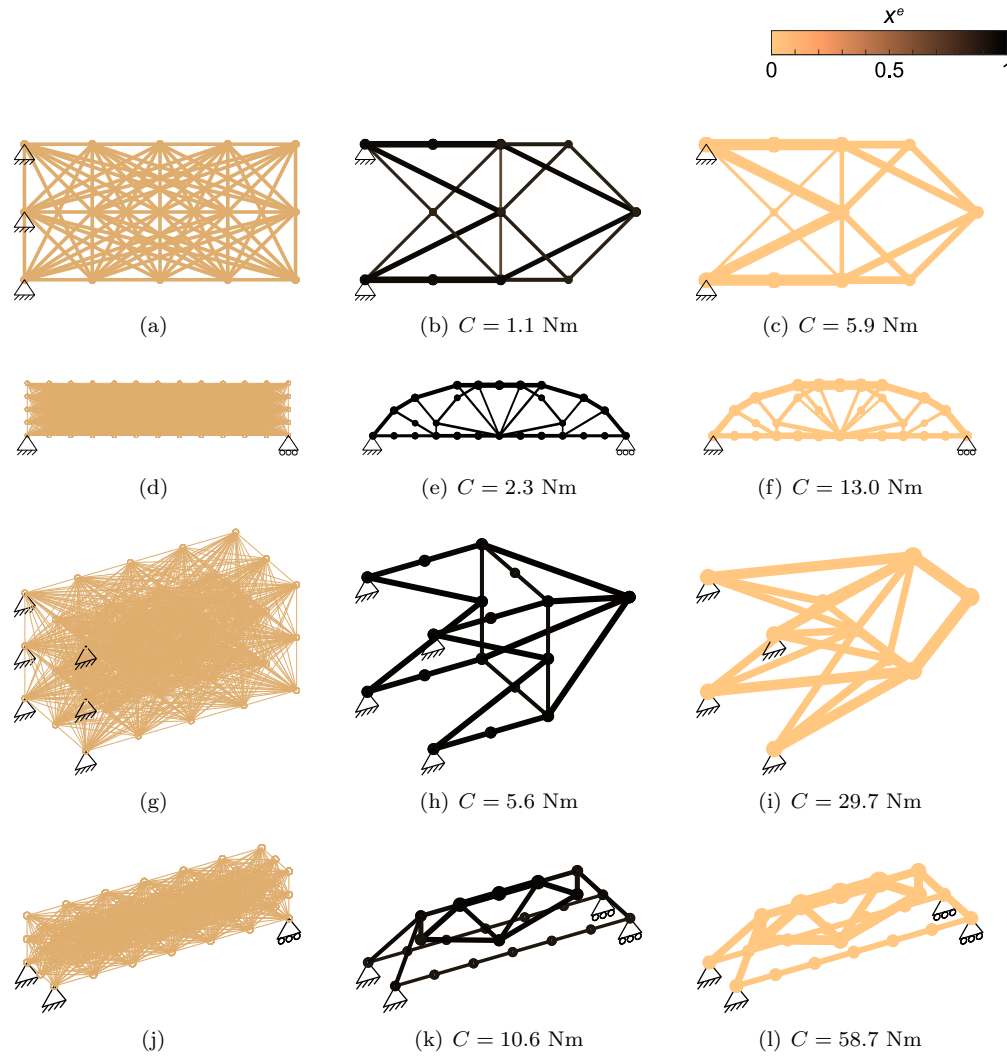 x^e
0 0.5 1
(a) (b) C = 1.1 Nm (c) C = 5.9 Nm
(d) (e) C = 2.3 Nm (f) C = 13.0 Nm
(g) (h) C = 5.6 Nm (i) C = 29.7 Nm
(j) (k) C = 10.6 Nm (l) C = 58.7 Nm